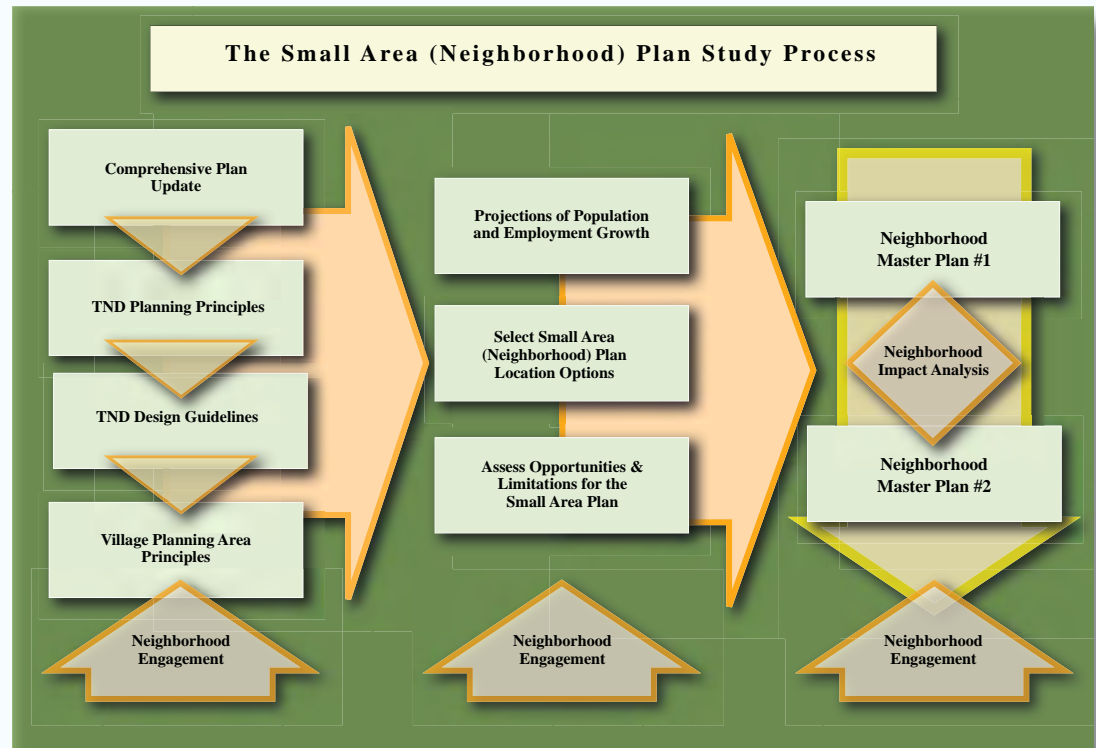 The Small Area (Neighborhood) Plan Study Process
Comprehensive Plan
Update
TND Planning Principles
TND Design Guidelines
Village Planning Area
Principles
Neighborhood
Engagement
Projections of Population
and Employment Growth
Select Small Area
(Neighborhood) Plan
Location Options
Assess Opportunities &
Limitations for the
Small Area Plan
Neighborhood
Engagement
Neighborhood
Master Plan #1
Neighborhood
Impact Analysis
Neighborhood
Master Plan #2
Neighborhood
Engagement